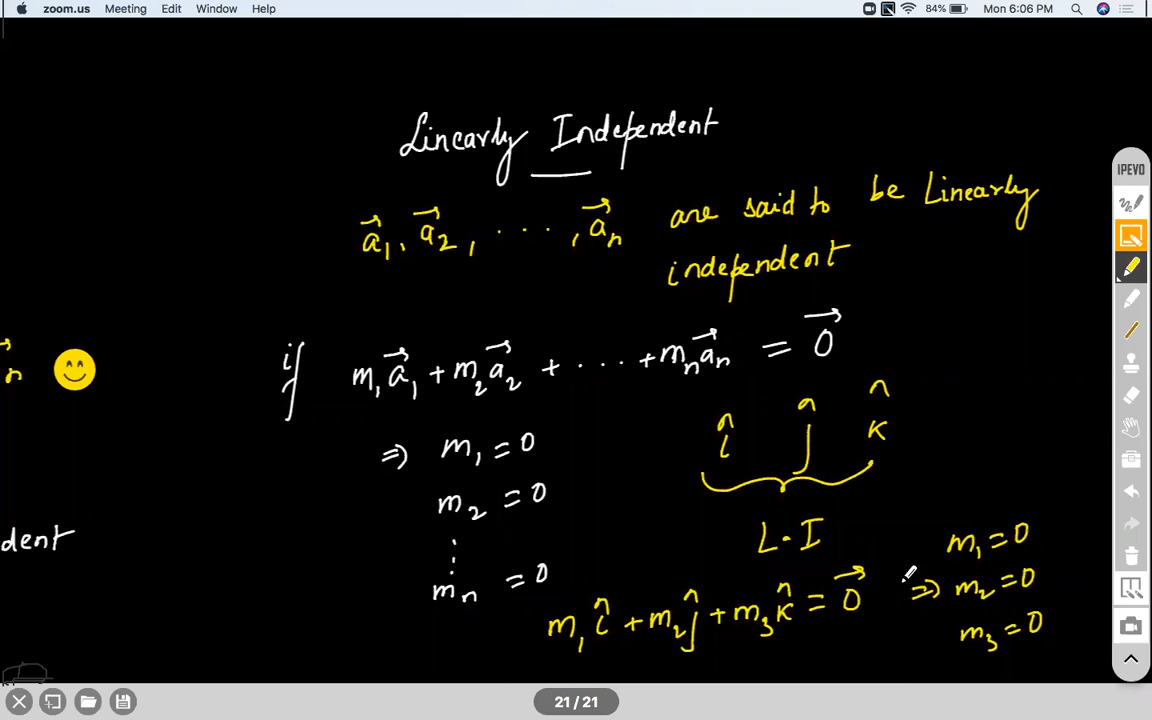 zoom.us Meeting Edit Window Help 84% Mon 6:06 PM
IPEVO
Linearly Independent
a⃗₁, a⃗₂, . . . . , a⃗ₙ are said to be Linearly
independent
if m₁a⃗₁ + m₂a⃗₂ + . . . + mₙa⃗ₙ = 0⃗
n⃗
⇒ m₁ = 0
m₂ = 0
⋮
mₙ = 0
î ĵ k̂
L.I
m₁î + m₂ĵ + m₃k̂ = 0⃗ ⇒ m₁ = 0
m₂ = 0
m₃ = 0
dent
21 / 21